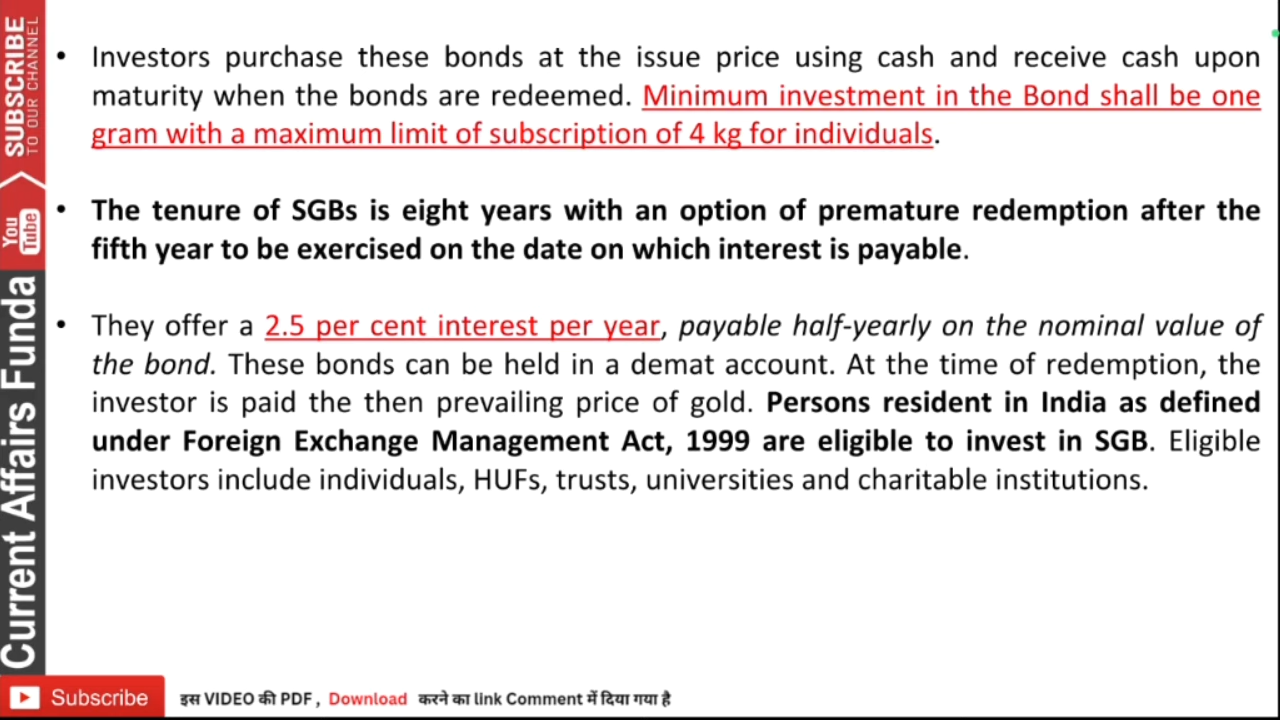 • Investors purchase these bonds at the issue price using cash and receive cash upon
maturity when the bonds are redeemed. Minimum investment in the Bond shall be one
gram with a maximum limit of subscription of 4 kg for individuals.
• The tenure of SGBs is eight years with an option of premature redemption after the
fifth year to be exercised on the date on which interest is payable.
• They offer a 2.5 per cent interest per year, payable half-yearly on the nominal value of
the bond. These bonds can be held in a demat account. At the time of redemption, the
investor is paid the then prevailing price of gold. Persons resident in India as defined
under Foreign Exchange Management Act, 1999 are eligible to invest in SGB. Eligible
investors include individuals, HUFs, trusts, universities and charitable institutions.
SUBSCRIBE
TO OUR CHANNEL
You
Tube
Current Affairs Funda
Subscribe
इस VIDEO की PDF , Download करने का link Comment में दिया गया है